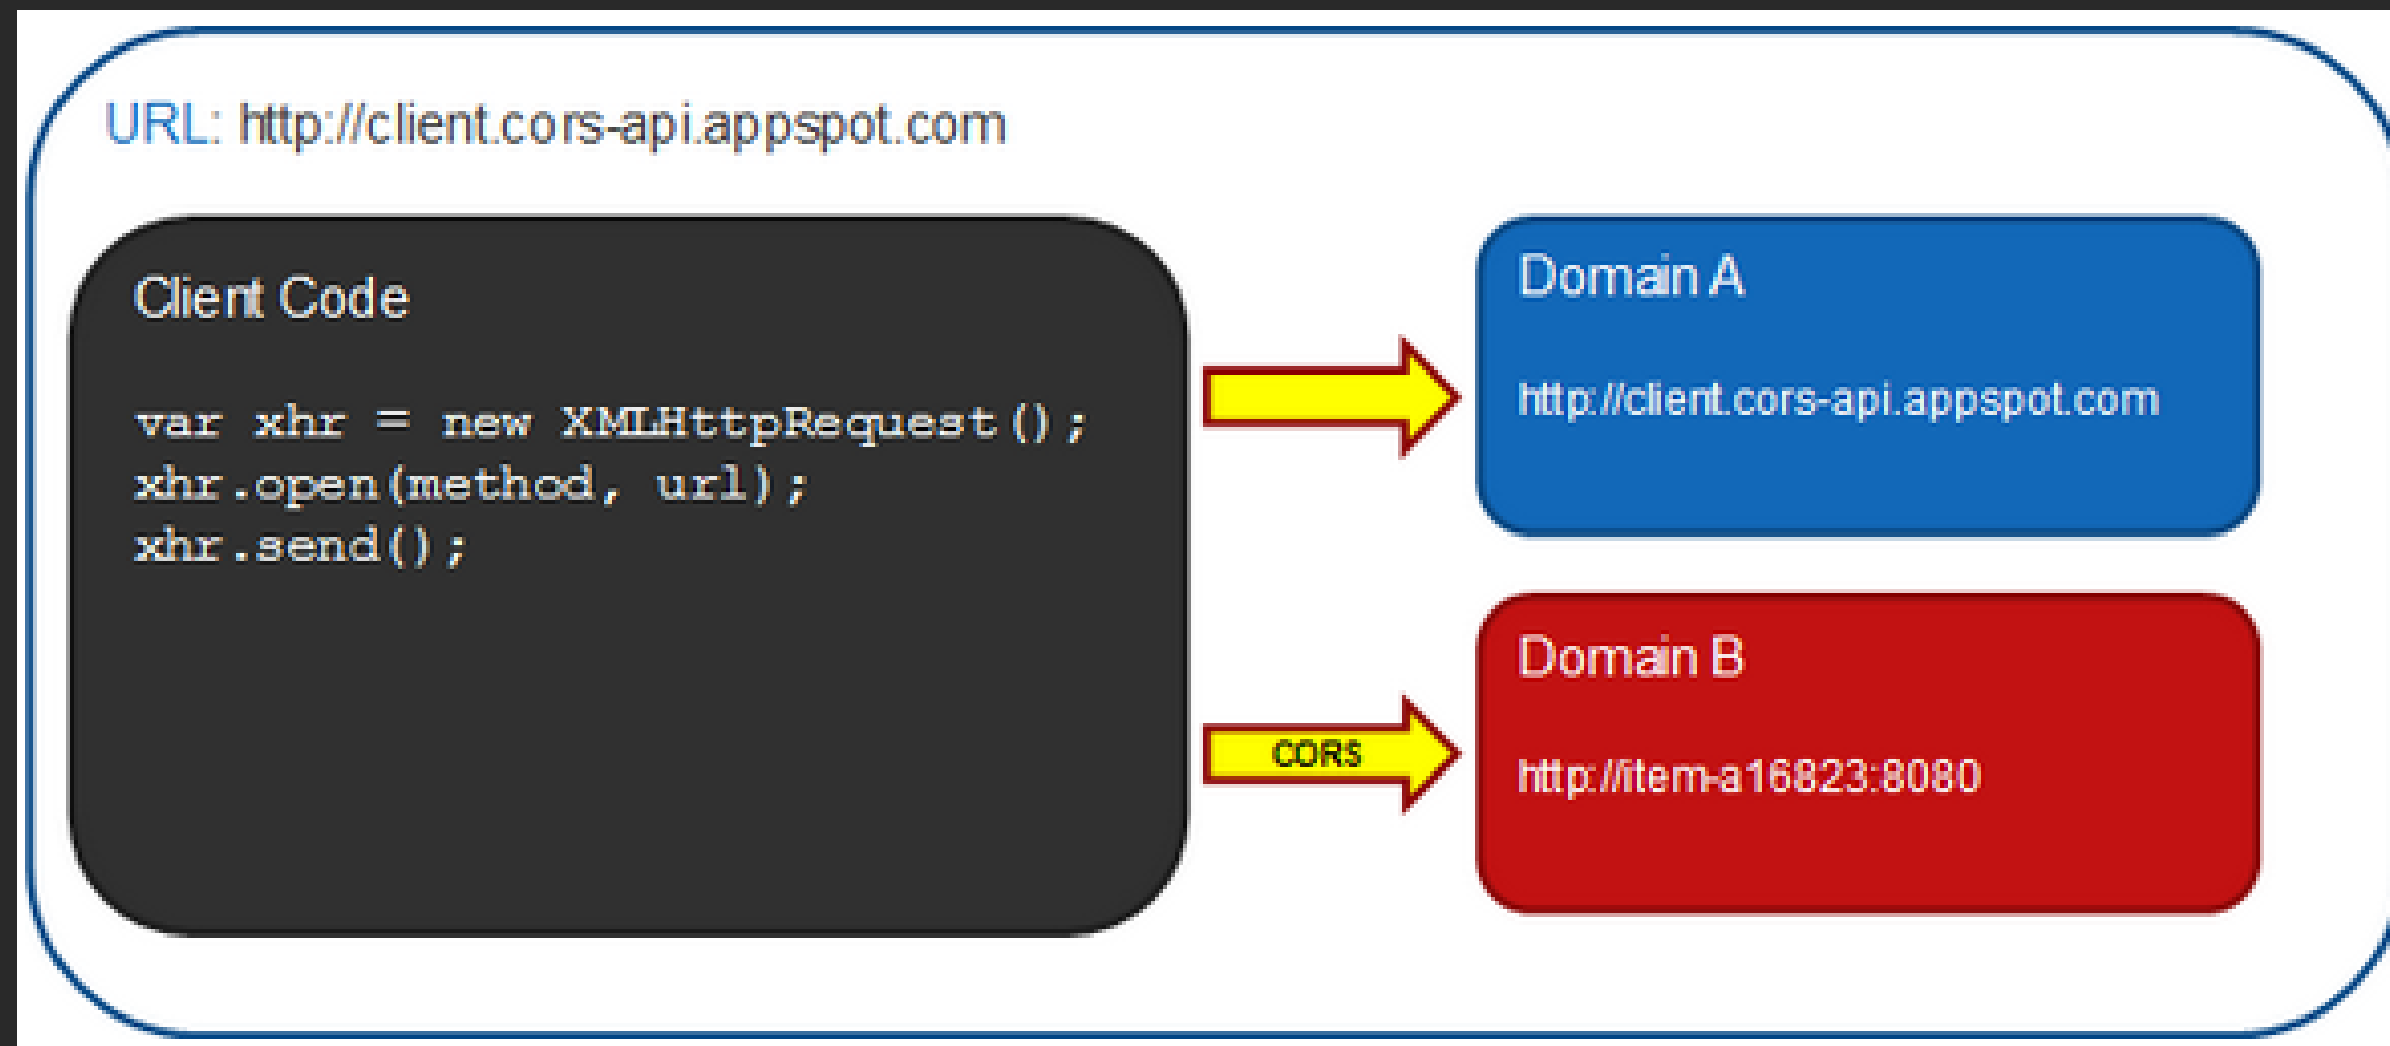 URL: http://client.cors-api.appspot.com
Client Code
var xhr = new XMLHttpRequest();
xhr.open(method, url);
xhr.send();
Domain A
http://client.cors-api.appspot.com
CORS
Domain B
http://item-a16823:8080